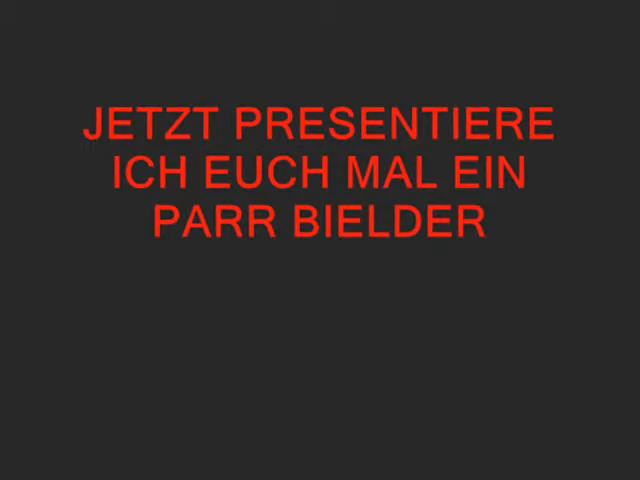 JETZT PRESENTIERE
ICH EUCH MAL EIN
PARR BIELDER